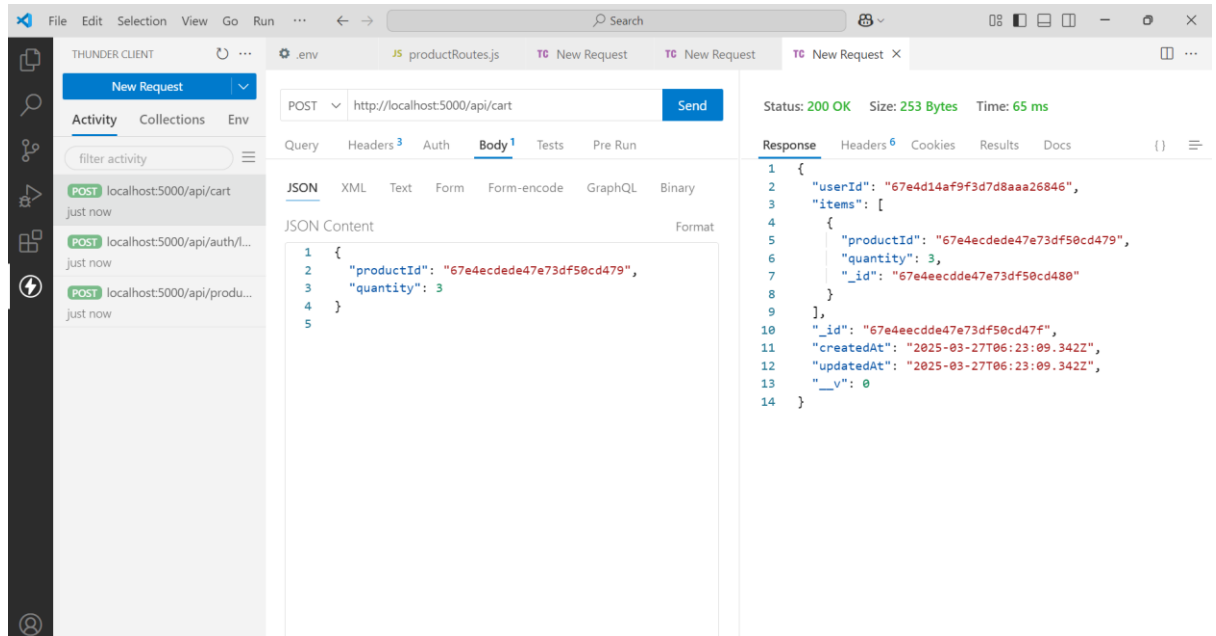 File Edit Selection View Go Run ··· ← → Search
THUNDER CLIENT ···
.env JS productRoutes.js TC New Request TC New Request TC New Request ···
New Request
Activity Collections Env
filter activity
POST localhost:5000/api/cart
just now
POST localhost:5000/api/auth/l...
just now
POST localhost:5000/api/produ...
just now
POST http://localhost:5000/api/cart Send
Query Headers 3 Auth Body 1 Tests Pre Run
JSON XML Text Form Form-encode GraphQL Binary
JSON Content Format
1 {
2 "productId": "67e4ecdede47e73df50cd479",
3 "quantity": 3
4 }
5
Status: 200 OK Size: 253 Bytes Time: 65 ms
Response Headers 6 Cookies Results Docs { }
1 {
2 "userId": "67e4d14af9f3d7d8aaa26846",
3 "items": [
4 {
5 "productId": "67e4ecdede47e73df50cd479",
6 "quantity": 3,
7 "_id": "67e4eecdde47e73df50cd480"
8 }
9 ],
10 "_id": "67e4eecdde47e73df50cd47f",
11 "createdAt": "2025-03-27T06:23:09.342Z",
12 "updatedAt": "2025-03-27T06:23:09.342Z",
13 "__v": 0
14 }